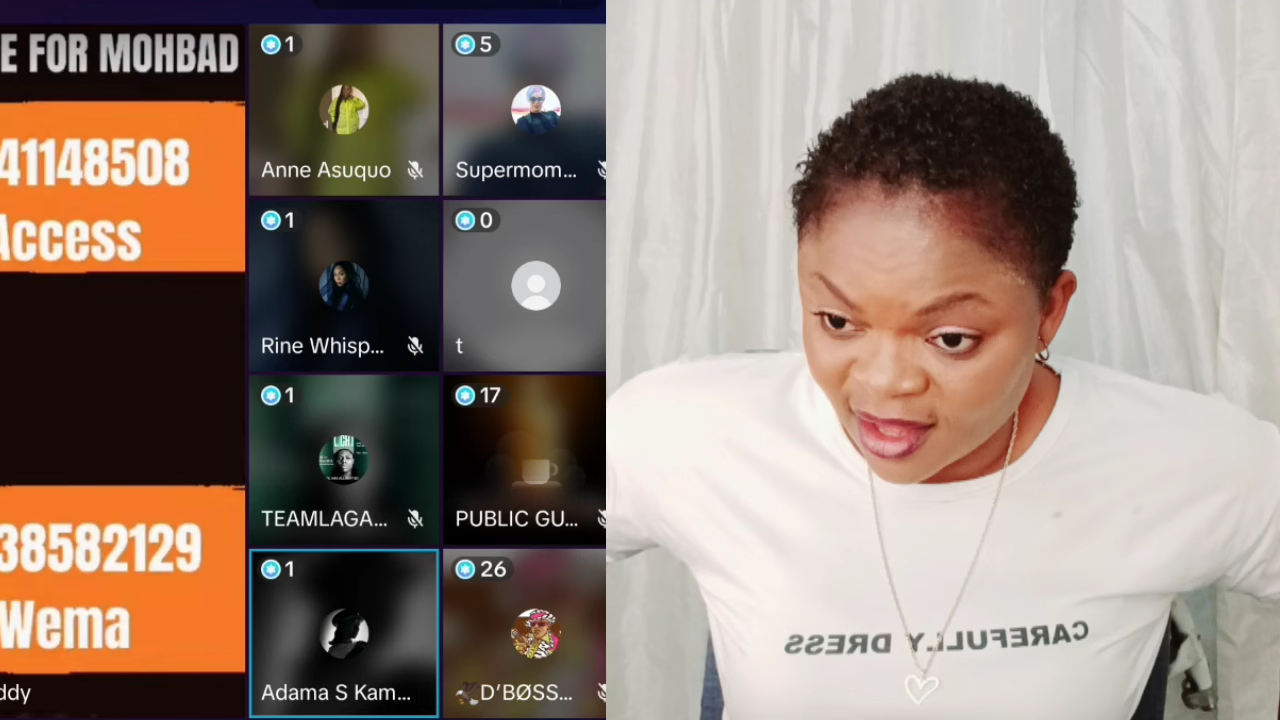 E FOR MOHBAD
41148508
Access
38582129
Wema
ddy
1
Anne Asuquo
5
Supermom...
1
Rine Whisp...
0
t
1
TEAMLAGA...
17
PUBLIC GU...
1
Adama S Kam...
26
D'BØSS...
CAREFULLY DRESS